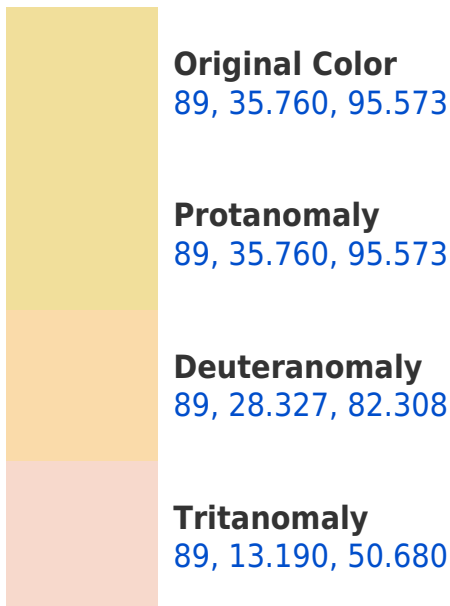 Original Color
89, 35.760, 95.573
Protanomaly
89, 35.760, 95.573
Deuteranomaly
89, 28.327, 82.308
Tritanomaly
89, 13.190, 50.680